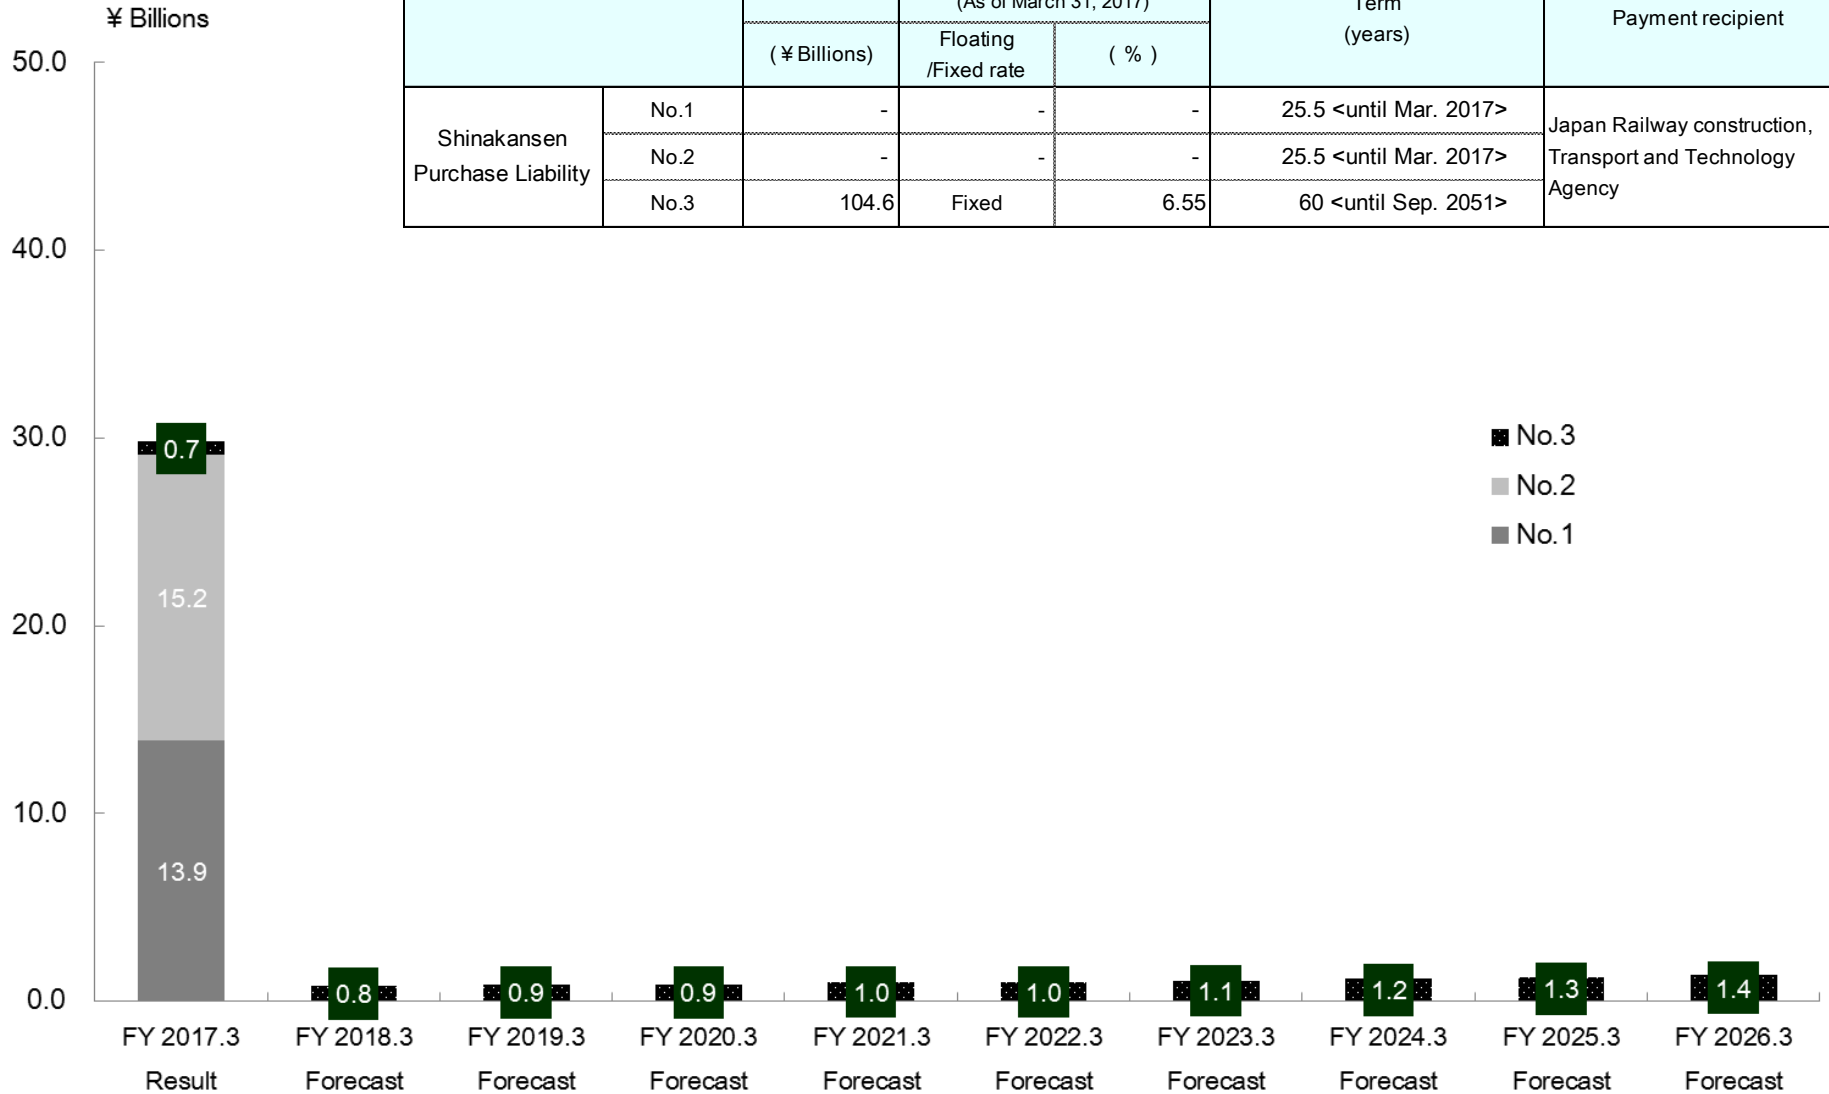 ¥ Billions
(As of March 31, 2017)
Term
(years)
Payment recipient
(¥Billions)
Floating
/Fixed rate
( % )
Shinakansen
Purchase Liability
No.1 - - - 25.5 <until Mar. 2017>
No.2 - - - 25.5 <until Mar. 2017>
No.3 104.6 Fixed 6.55 60 <until Sep. 2051>
Japan Railway construction,
Transport and Technology
Agency
50.0
40.0
30.0
20.0
10.0
0.0
No.3
No.2
No.1
0.7
15.2
13.9
0.8 0.9 0.9 1.0 1.0 1.1 1.2 1.3 1.4
FY 2017.3 FY 2018.3 FY 2019.3 FY 2020.3 FY 2021.3 FY 2022.3 FY 2023.3 FY 2024.3 FY 2025.3 FY 2026.3
Result Forecast Forecast Forecast Forecast Forecast Forecast Forecast Forecast Forecast